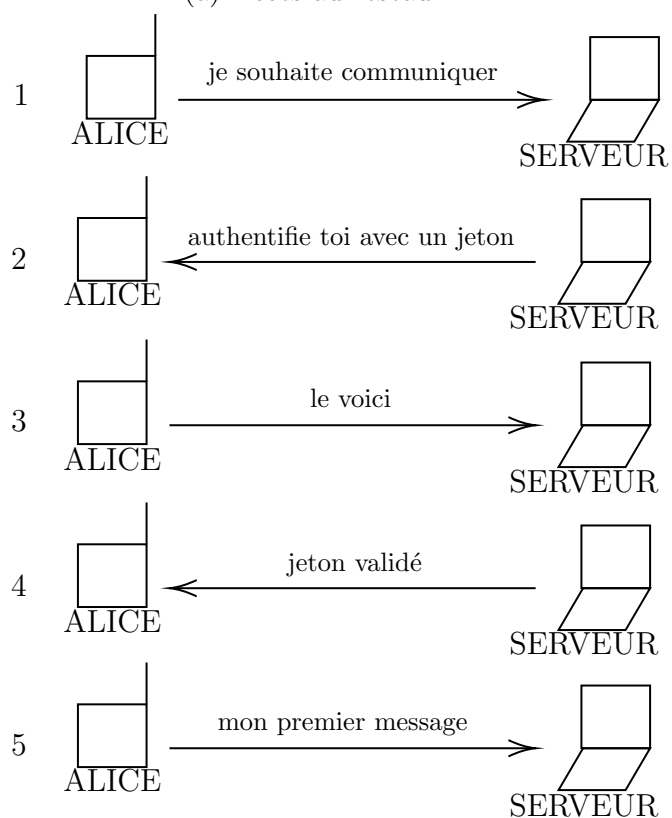 1
je souhaite communiquer
ALICE
SERVEUR
2
authentifie toi avec un jeton
ALICE
SERVEUR
3
le voici
ALICE
SERVEUR
4
jeton validé
ALICE
SERVEUR
5
mon premier message
ALICE
SERVEUR